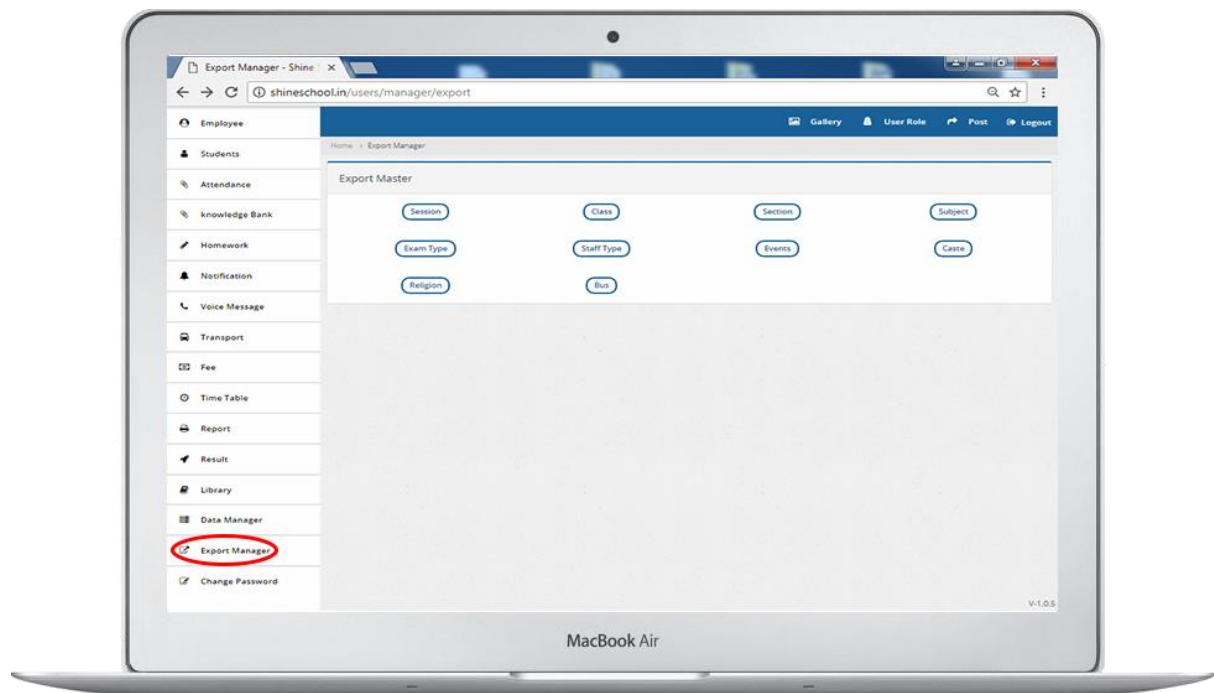 Export Manager - Shine
shineschool.in/users/manager/export
Gallery User Role Post Logout
Home › Export Manager
Employee
Students
Attendance
knowledge Bank
Homework
Notification
Voice Message
Transport
Fee
Time Table
Report
Result
Library
Data Manager
Export Manager
Change Password
Export Master
Session Class Section Subject
Exam Type Staff Type Events Caste
Religion Bus
V-1.0.5
MacBook Air